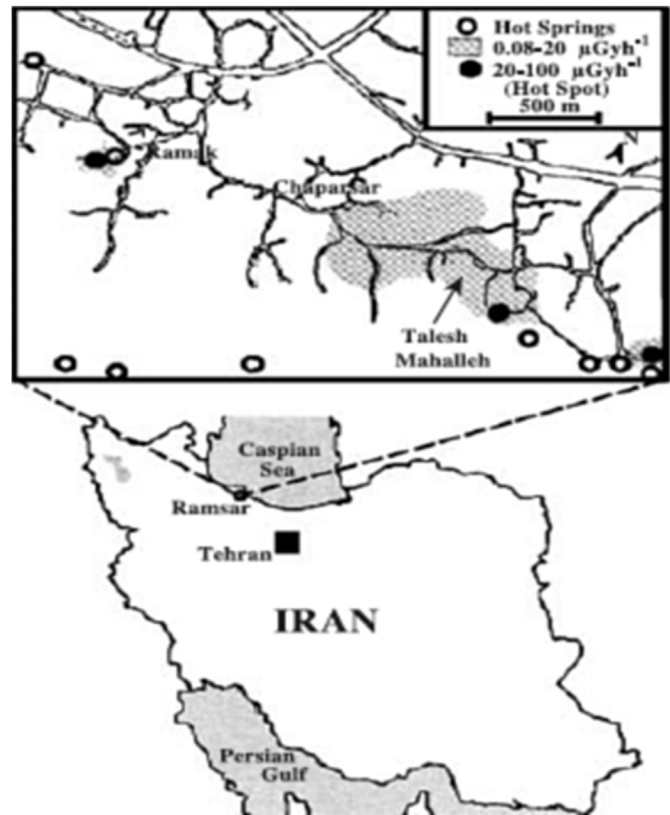 Hot Springs
0.08-20 μGyh⁻¹
20-100 μGyh⁻¹
(Hot Spot)
500 m
Ramak
Chaparsar
Talesh
Mahalleh
Caspian
Sea
Ramsar
Tehran
IRAN
Persian
Gulf